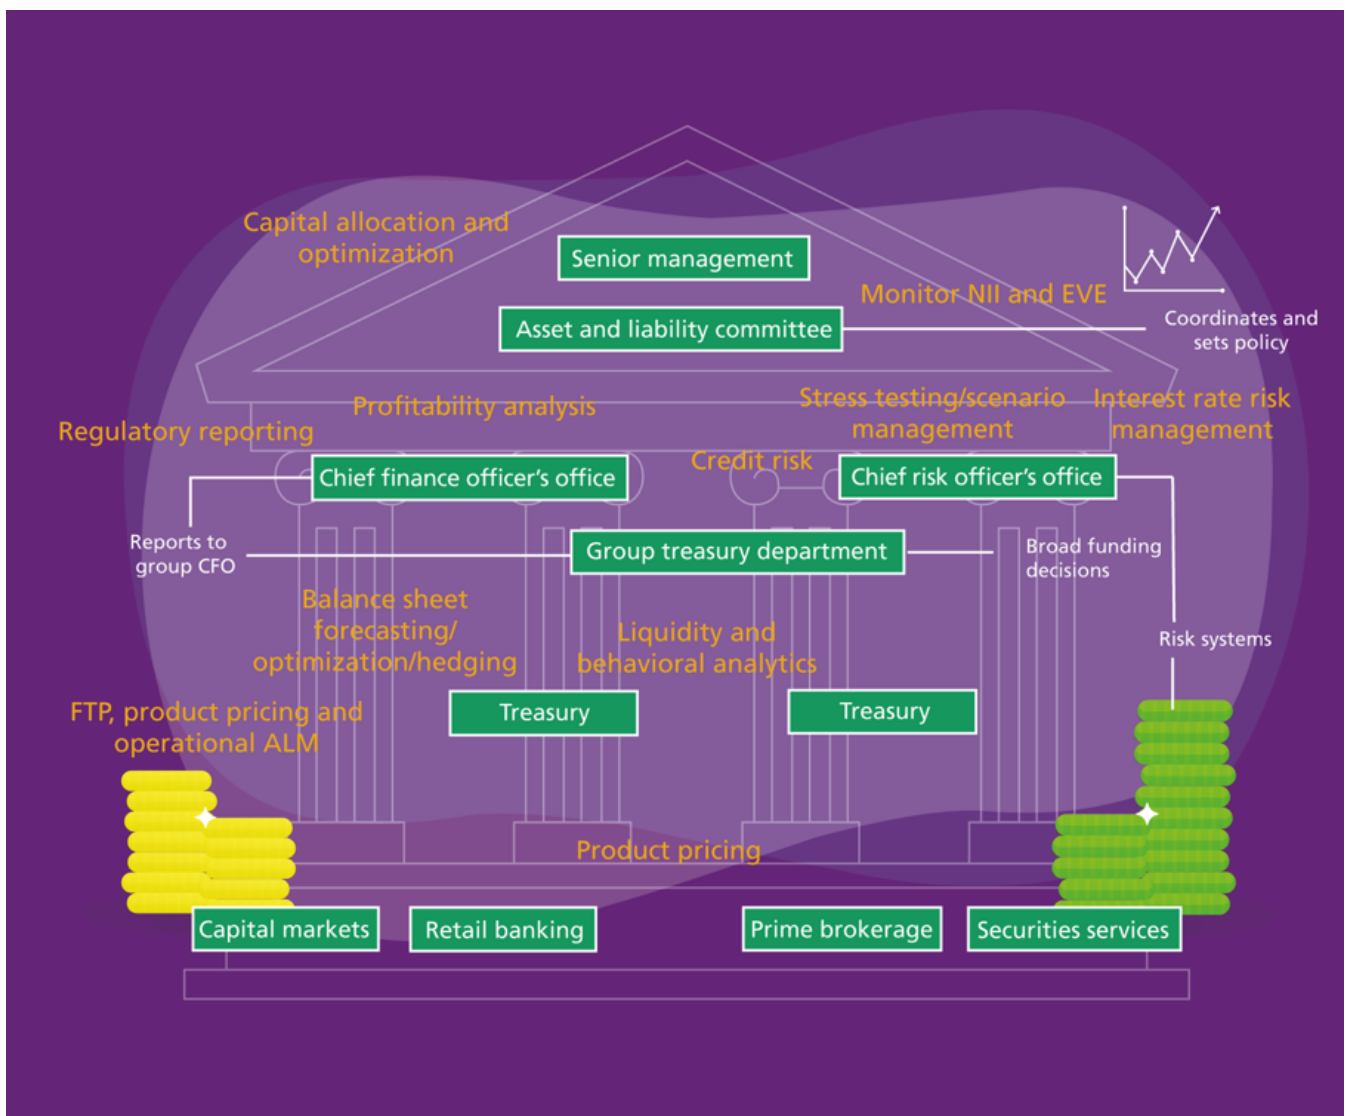 Capital allocation and
optimization
Senior management
Monitor NII and EVE
Asset and liability committee
Coordinates and
sets policy
Profitability analysis
Stress testing/scenario
management
Interest rate risk
management
Regulatory reporting
Credit risk
Chief finance officer's office
Chief risk officer's office
Reports to
group CFO
Group treasury department
Broad funding
decisions
Balance sheet
forecasting/
optimization/hedging
Liquidity and
behavioral analytics
Risk systems
FTP, product pricing and
operational ALM
Treasury
Treasury
Product pricing
Capital markets
Retail banking
Prime brokerage
Securities services